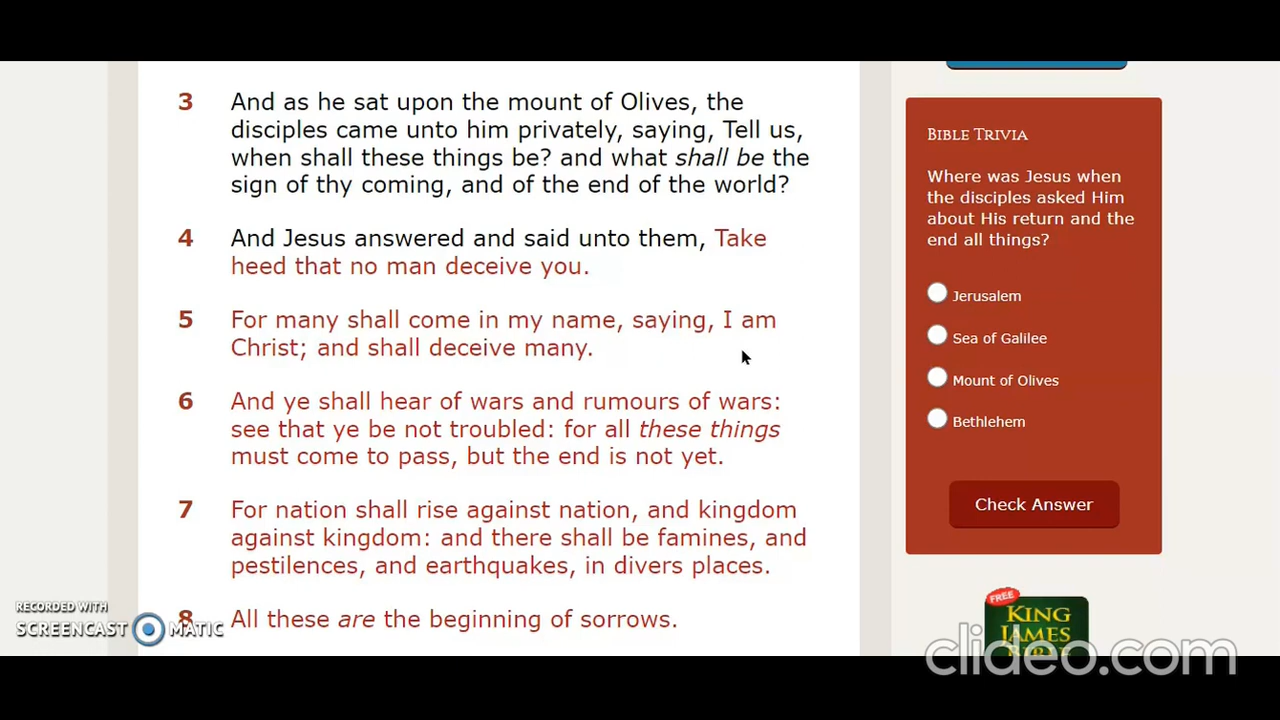 3 And as he sat upon the mount of Olives, the
disciples came unto him privately, saying, Tell us,
when shall these things be? and what shall be the
sign of thy coming, and of the end of the world?
4 And Jesus answered and said unto them, Take
heed that no man deceive you.
5 For many shall come in my name, saying, I am
Christ; and shall deceive many.
6 And ye shall hear of wars and rumours of wars:
see that ye be not troubled: for all these things
must come to pass, but the end is not yet.
7 For nation shall rise against nation, and kingdom
against kingdom: and there shall be famines, and
pestilences, and earthquakes, in divers places.
8 All these are the beginning of sorrows.
BIBLE TRIVIA
Where was Jesus when
the disciples asked Him
about His return and the
end all things?
Jerusalem
Sea of Galilee
Mount of Olives
Bethlehem
Check Answer
FREE
KING
JAMES
BIBLE
RECORDED WITH
SCREENCAST MATIC
clideo.com